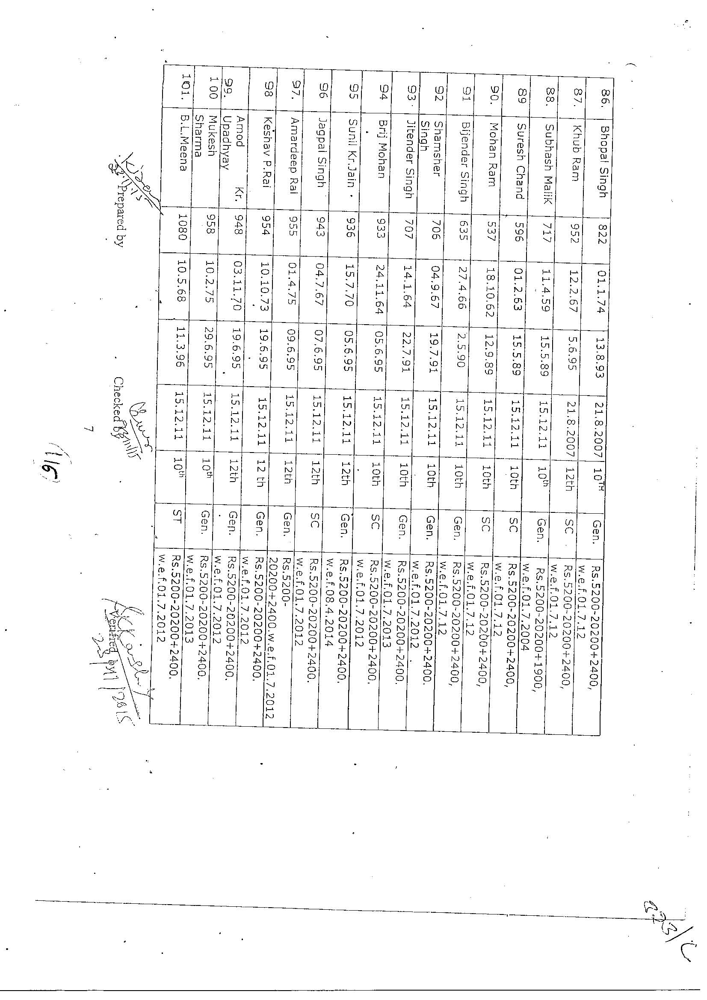 223/C
86. Bhopal Singh 822 01.1.74 13.8.93 21.8.2007 10TH Gen. Rs.5200-20200+2400,
w.e.f.01.7.12
87. Khub Ram 952 12.2.67 5.6.95 21.8.2007 12th SC Rs.5200-20200+2400,
w.e.f.01.7.12
88. Subhash Malik 717 11.4.59 15.5.89 15.12.11 10th Gen. Rs.5200-20200+1900,
w.e.f.01.7.2004
89 Suresh Chand 596 01.2.63 15.5.89 15.12.11 10th SC Rs.5200-20200+2400,
w.e.f.01.7.12
90. Mohan Ram 537 18.10.62 12.9.89 15.12.11 10th SC Rs.5200-20200+2400,
w.e.f.01.7.12
91 Bijender Singh 635 27.4.66 2.5.90 15.12.11 10th Gen. Rs.5200-20200+2400,
w.e.f.01.7.12
92 Shamsher 706 04.9.67 19.7.91 15.12.11 10th Gen. Rs.5200-20200+2400.
Singh w.e.f.01.7.2012
93. Jitender Singh 707 14.1.64 22.7.91 15.12.11 10th Gen. Rs.5200-20200+2400.
w.e.f.01.7.2013
94 Brij Mohan 933 24.11.64 05.6.95 15.12.11 10th SC Rs.5200-20200+2400.
w.e.f.01.7.2012
95 Sunil Kr.Jain 936 15.7.70 05.6.95 15.12.11 12th Gen. Rs.5200-20200+2400.
w.e.f.08.4.2014
96 Jagpal Singh 943 04.7.67 07.6.95 15.12.11 12th SC Rs.5200-20200+2400.
w.e.f.01.7.2012
97. Amardeep Rai 955 01.4.75 09.6.95 15.12.11 12th Gen. Rs.5200-
20200+2400.w.e.f.01.7.2012
98 Keshav P.Rai 954 10.10.73 19.6.95 15.12.11 12 th Gen. Rs.5200-20200+2400.
w.e.f.01.7.2012
99. Amod Kr. 948 03.11.70 19.6.95 15.12.11 12th Gen. Rs.5200-20200+2400.
Upadhyay w.e.f.01.7.2012
100 Mukesh 958 10.2.75 29.6.95 15.12.11 10th Gen. Rs.5200-20200+2400.
Sharma w.e.f.01.7.2013
101. B.L.Meena 1080 10.5.68 11.3.96 15.12.11 10th ST Rs.5200-20200+2400.
w.e.f.01.7.2012
Prepared by Checked by Verified by
7
116